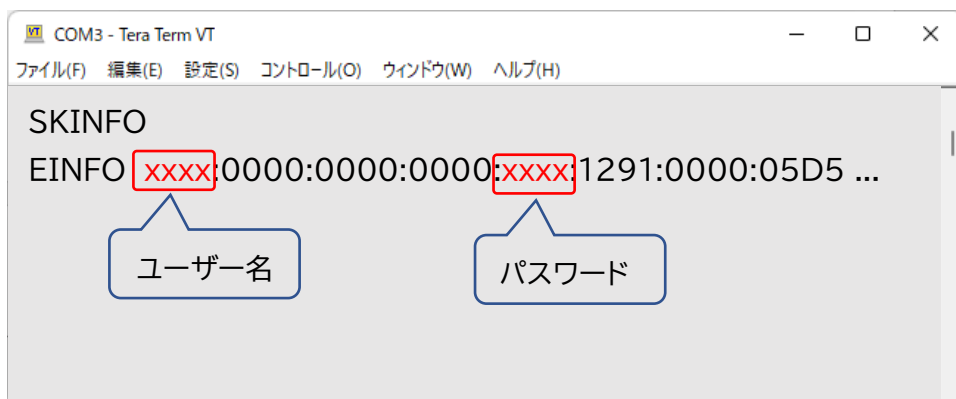 COM3 - Tera Term VT
ファイル(F) 編集(E) 設定(S) コントロール(O) ウィンドウ(W) ヘルプ(H)
SKINFO
EINFO xxxx:0000:0000:0000:xxxx:1291:0000:05D5 ...
ユーザー名
パスワード